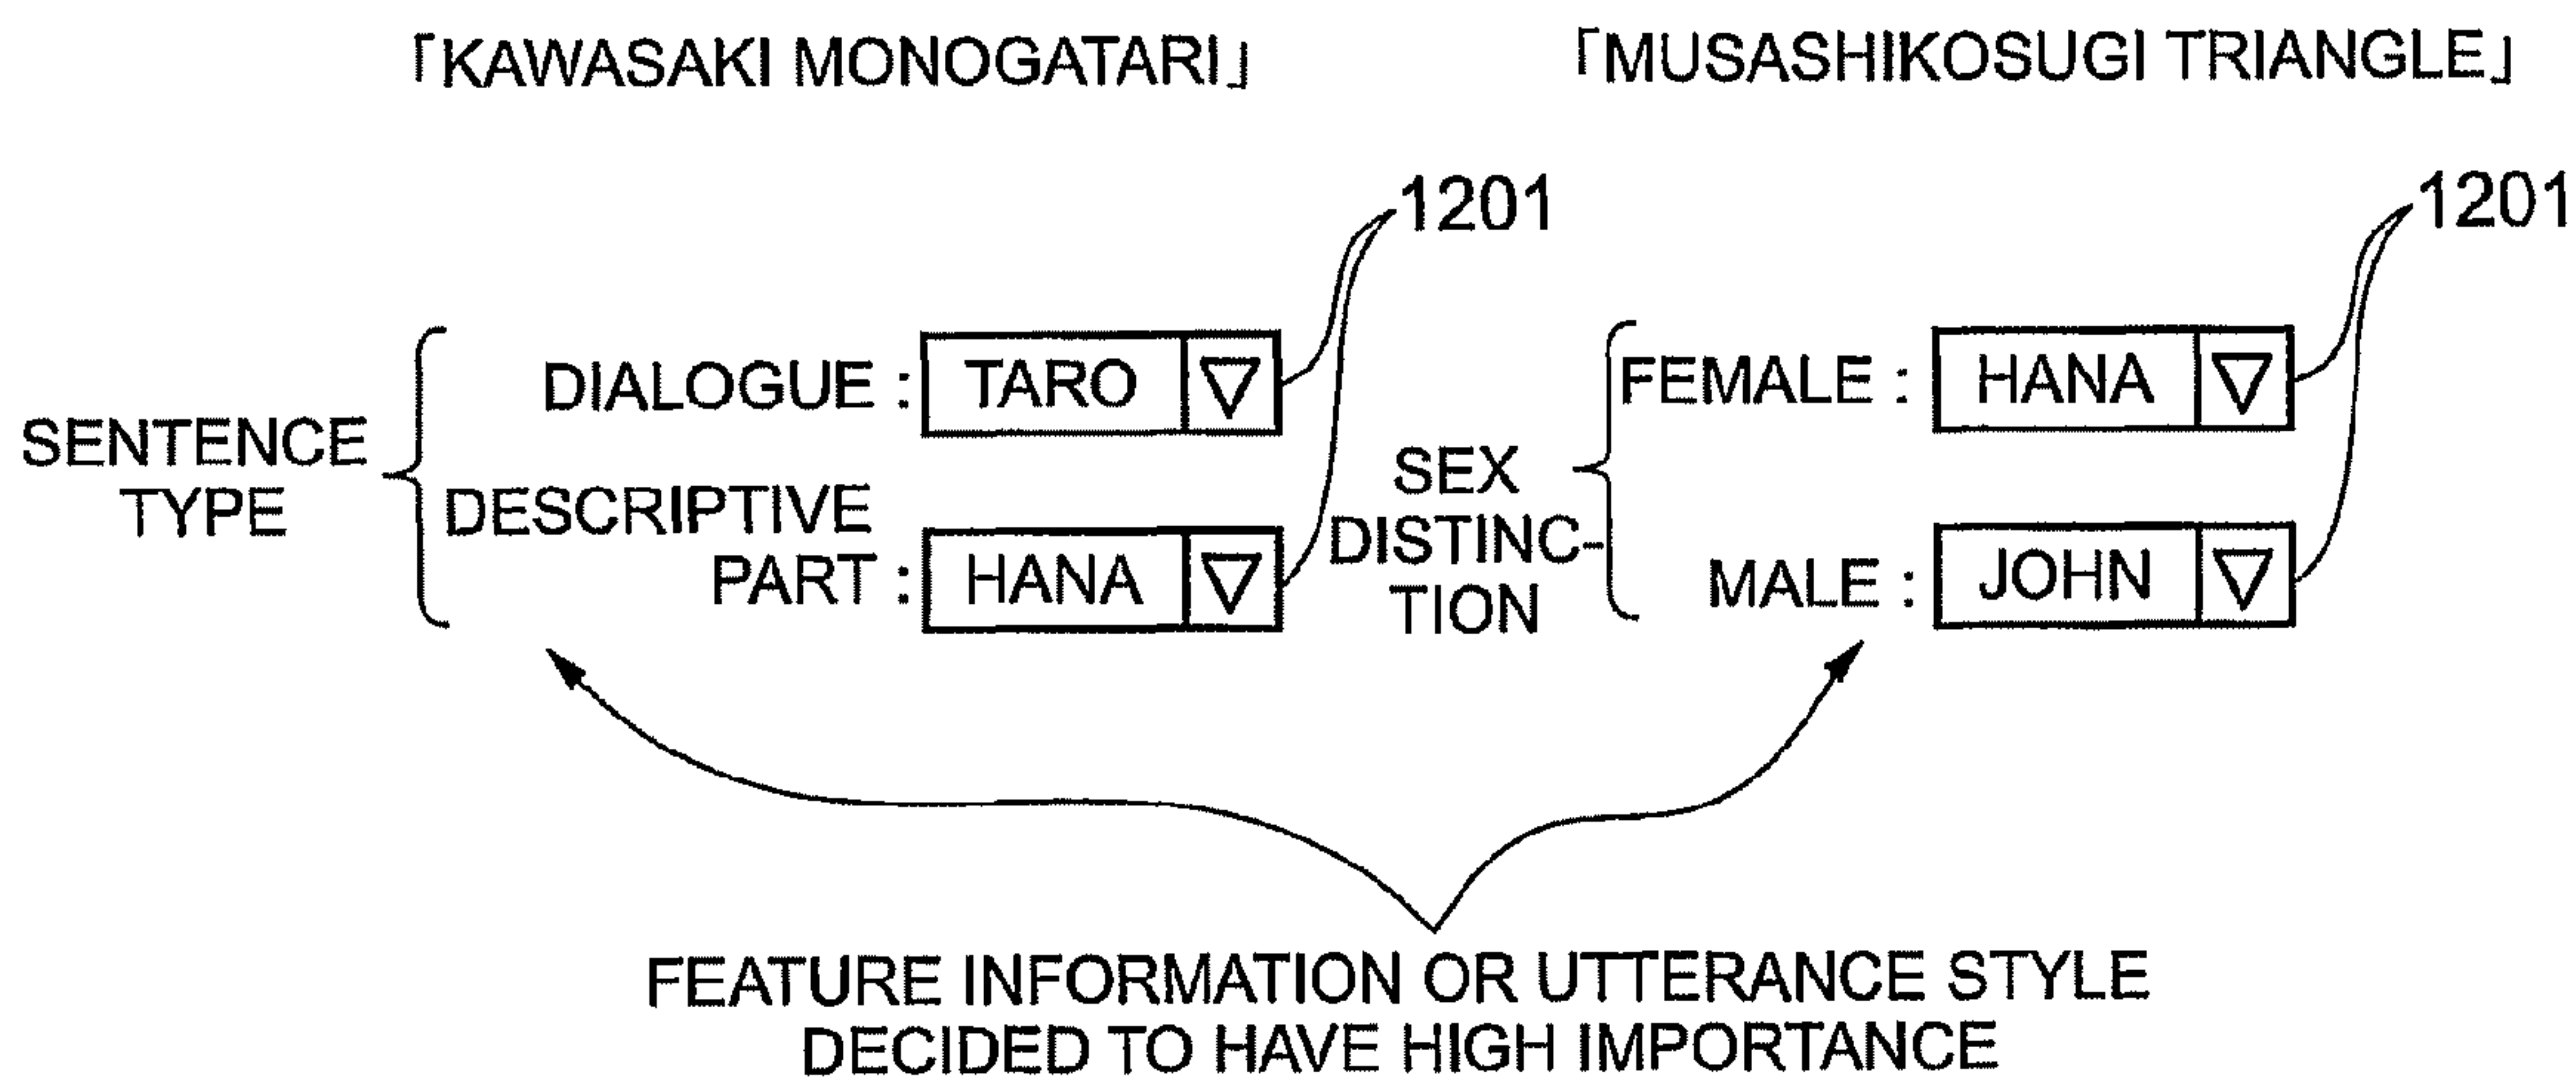 「KAWASAKI MONOGATARI」
「MUSASHIKOSUGI TRIANGLE」
1201
1201
SENTENCE
TYPE
DIALOGUE : TARO ▽
DESCRIPTIVE
PART : HANA ▽
SEX
DISTINC-
TION
FEMALE : HANA ▽
MALE : JOHN ▽
FEATURE INFORMATION OR UTTERANCE STYLE
DECIDED TO HAVE HIGH IMPORTANCE